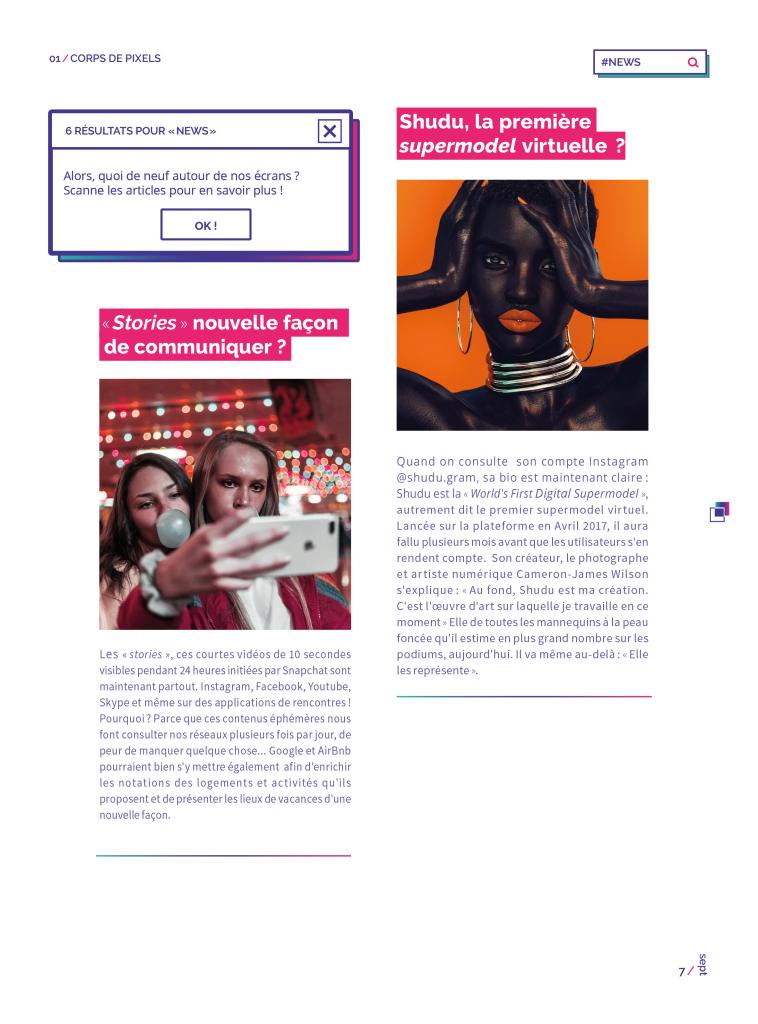 01 / CORPS DE PIXELS
#NEWS
6 RÉSULTATS POUR « NEWS »
Alors, quoi de neuf autour de nos écrans ?
Scanne les articles pour en savoir plus !
OK !
« Stories » nouvelle façon
de communiquer ?
Les « stories », ces courtes vidéos de 10 secondes
visibles pendant 24 heures initiées par Snapchat sont
maintenant partout. Instagram, Facebook, Youtube,
Skype et même sur des applications de rencontres !
Pourquoi ? Parce que ces contenus éphémères nous
font consulter nos réseaux plusieurs fois par jour, de
peur de manquer quelque chose... Google et AirBnb
pourraient bien s'y mettre également afin d'enrichir
les notations des logements et activités qu'ils
proposent et de présenter les lieux de vacances d'une
nouvelle façon.
Shudu, la première
supermodel virtuelle ?
Quand on consulte son compte Instagram
@shudu.gram, sa bio est maintenant claire :
Shudu est la « World's First Digital Supermodel »,
autrement dit le premier supermodel virtuel.
Lancée sur la plateforme en Avril 2017, il aura
fallu plusieurs mois avant que les utilisateurs s'en
rendent compte. Son créateur, le photographe
et artiste numérique Cameron-James Wilson
s'explique : « Au fond, Shudu est ma création.
C'est l'œuvre d'art sur laquelle je travaille en ce
moment » Elle de toutes les mannequins à la peau
foncée qu'il estime en plus grand nombre sur les
podiums, aujourd'hui. Il va même au-delà : « Elle
les représente ».
7 / sept